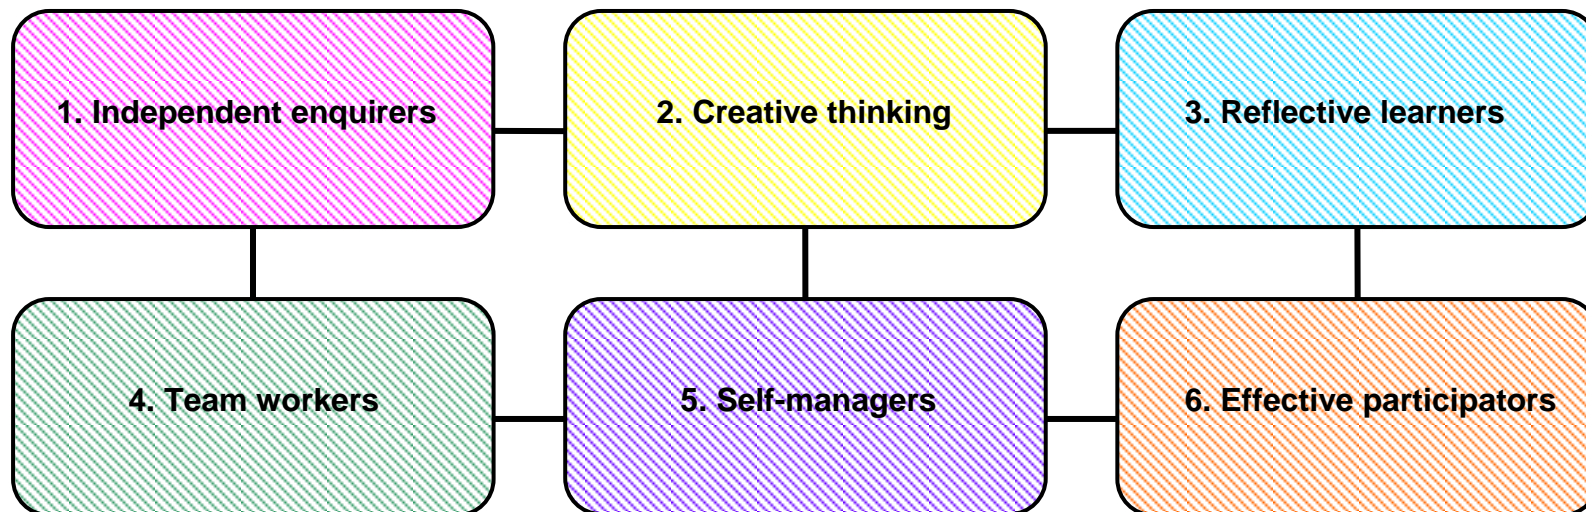 1. Independent enquirers
2. Creative thinking
3. Reflective learners
4. Team workers
5. Self-managers
6. Effective participators